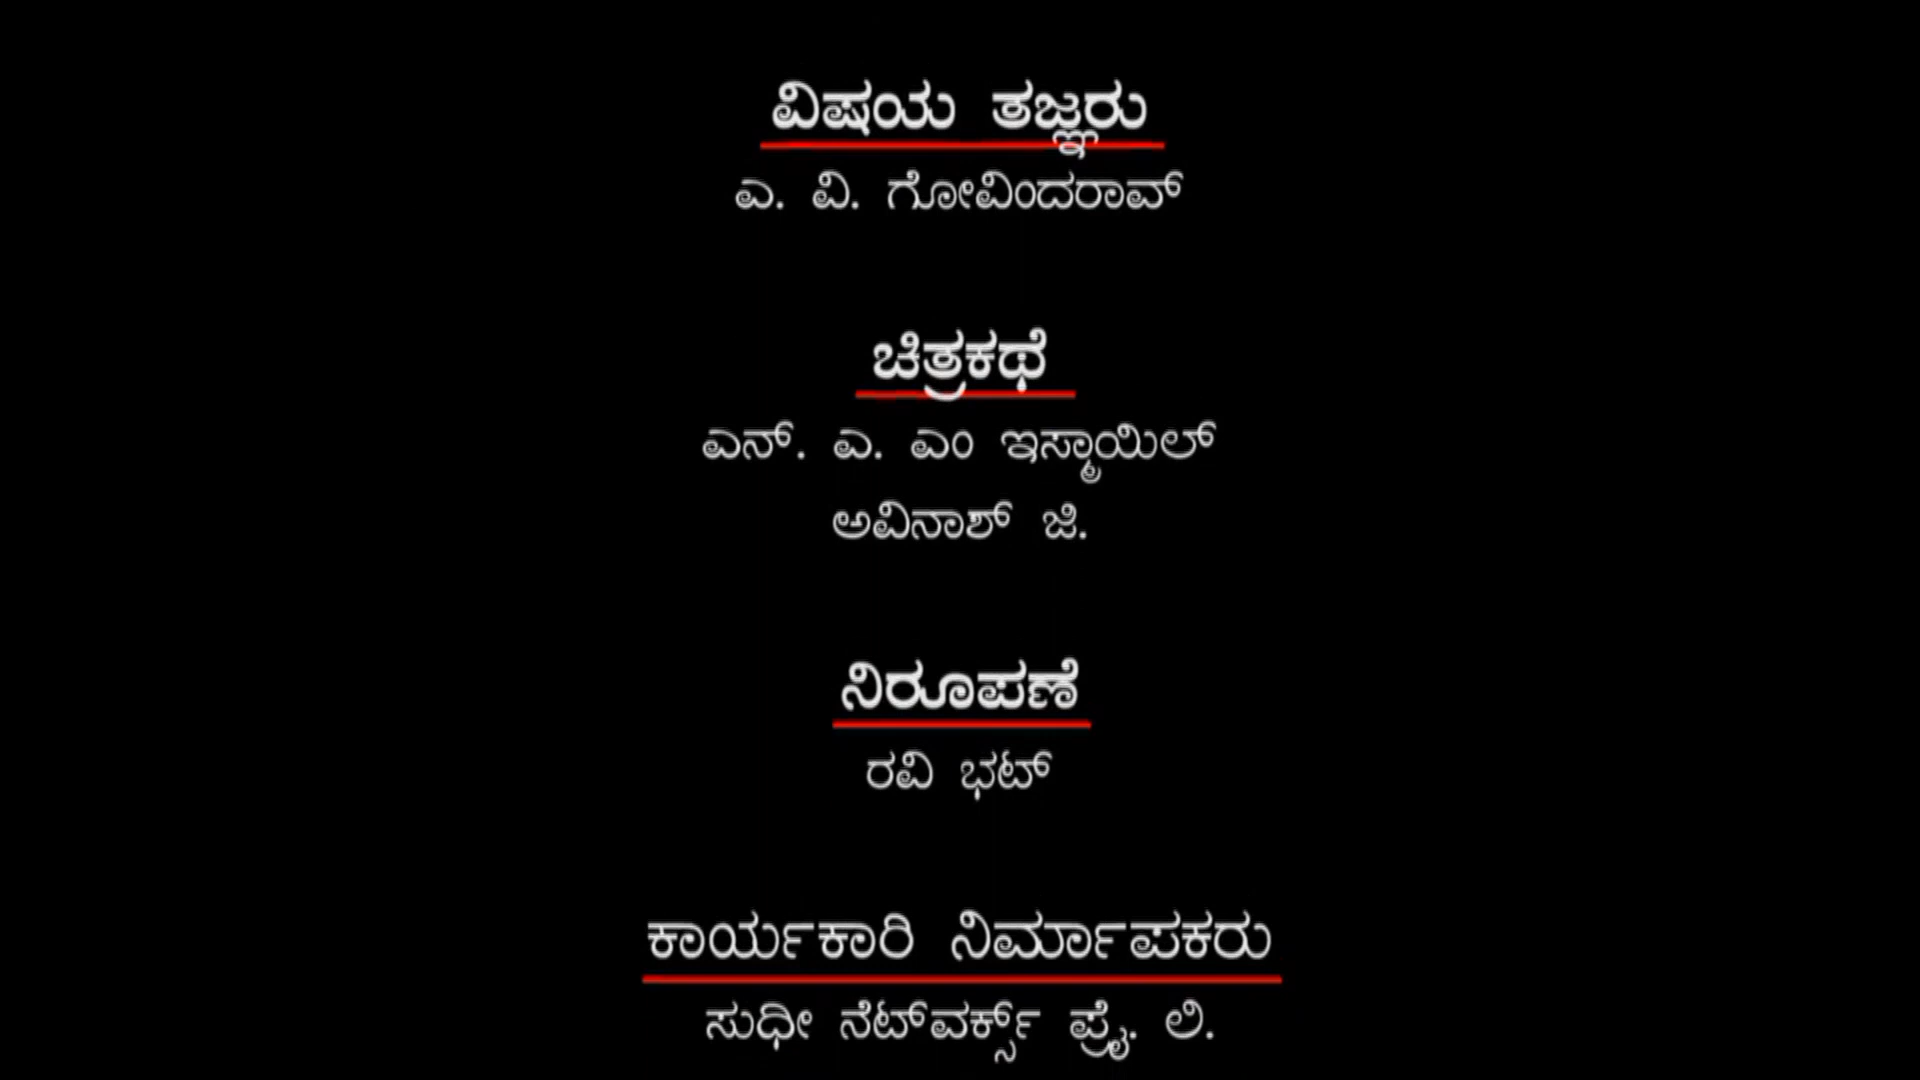 ವಿಷಯ ತಜ್ಞರು
ಎ. ವಿ. ಗೋವಿಂದರಾವ್
ಚಿತ್ರಕಥೆ
ಎನ್. ಎ. ಎಂ ಇಸ್ಮಾಯಿಲ್
ಅವಿನಾಶ್ ಜಿ.
ನಿರೂಪಣೆ
ರವಿ ಭಟ್
ಕಾರ್ಯಕಾರಿ ನಿರ್ಮಾಪಕರು
ಸುಧೀ ನೆಟ್‌ವರ್ಕ್ಸ್ ಪ್ರೈ. ಲಿ.